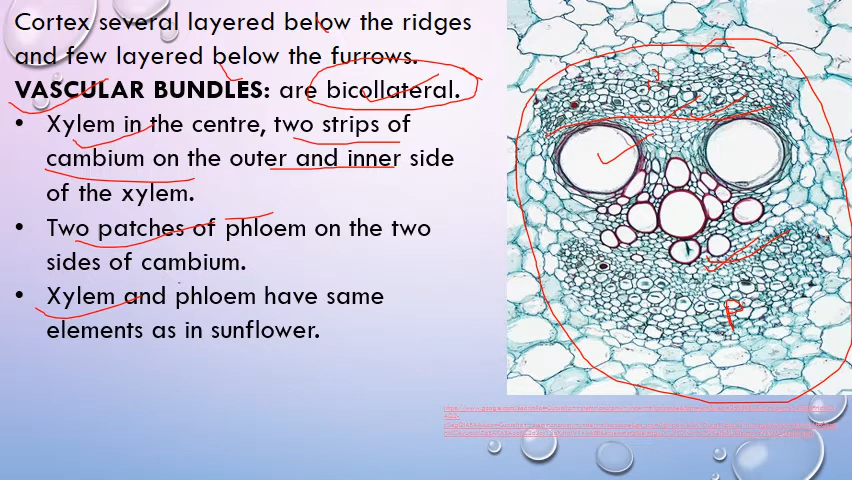 Cortex several layered below the ridges
and few layered below the furrows.
VASCULAR BUNDLES: are bicollateral.
• Xylem in the centre, two strips of
cambium on the outer and inner side
of the xylem.
• Two patches of phloem on the two
sides of cambium.
• Xylem and phloem have same
elements as in sunflower.
P